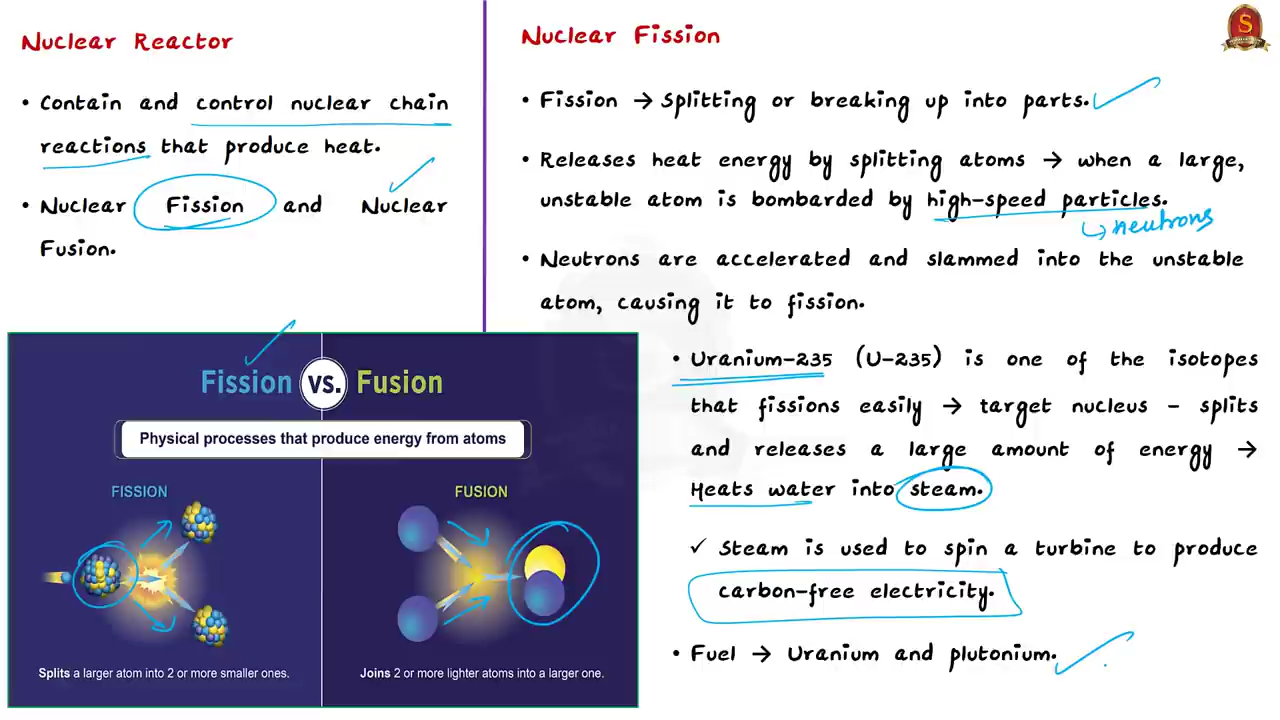 Nuclear Reactor
• Contain and control nuclear chain
reactions that produce heat.
• Nuclear Fission and Nuclear
Fusion.
Nuclear Fission
• Fission → Splitting or breaking up into parts.
• Releases heat energy by splitting atoms → when a large,
unstable atom is bombarded by high-speed particles.
neutrons
• Neutrons are accelerated and slammed into the unstable
atom, causing it to fission.
• Uranium-235 (U-235) is one of the isotopes
that fissions easily → target nucleus - splits
and releases a large amount of energy →
Heats water into steam.
✓ Steam is used to spin a turbine to produce
carbon-free electricity.
• Fuel → Uranium and plutonium.
Fission vs. Fusion
Physical processes that produce energy from atoms
FISSION
FUSION
Splits a larger atom into 2 or more smaller ones.
Joins 2 or more lighter atoms into a larger one.
S